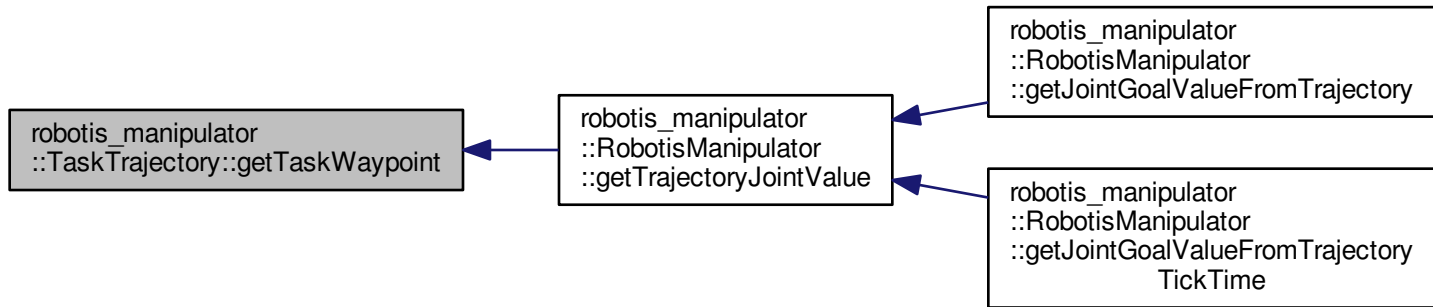 robotis_manipulator
::TaskTrajectory::getTaskWaypoint
robotis_manipulator
::RobotisManipulator
::getTrajectoryJointValue
robotis_manipulator
::RobotisManipulator
::getJointGoalValueFromTrajectory
robotis_manipulator
::RobotisManipulator
::getJointGoalValueFromTrajectory
TickTime